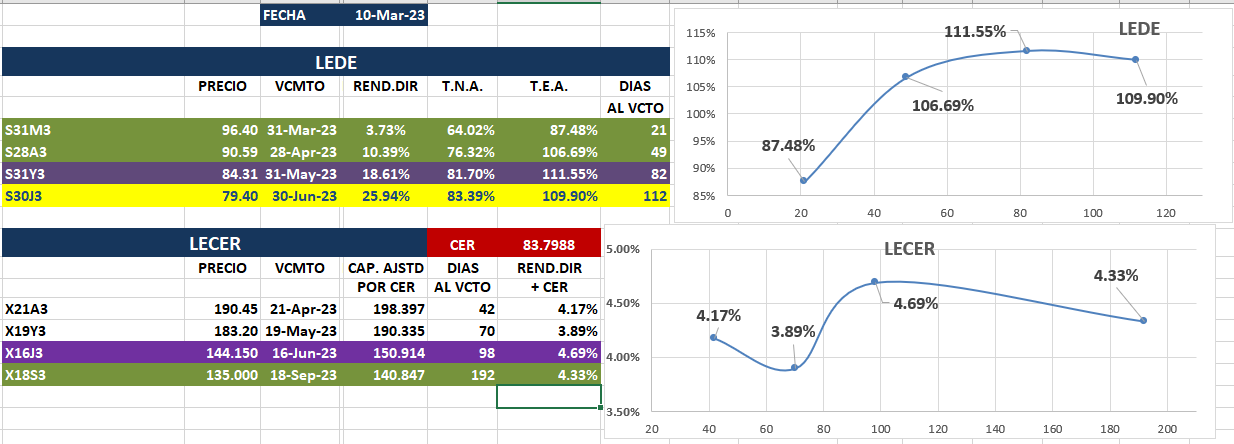 FECHA 10-Mar-23
LEDE
PRECIO VCMTO REND.DIR T.N.A. T.E.A. DIAS
AL VCTO
S31M3 96.40 31-Mar-23 3.73% 64.02% 87.48% 21
S28A3 90.59 28-Apr-23 10.39% 76.32% 106.69% 49
S31Y3 84.31 31-May-23 18.61% 81.70% 111.55% 82
S30J3 79.40 30-Jun-23 25.94% 83.39% 109.90% 112
LEDE
115%
110%
105%
100%
95%
90%
85%
87.48%
106.69%
111.55%
109.90%
0 20 40 60 80 100 120
LECER CER 83.7988
PRECIO VCMTO CAP. AJSTD DIAS REND.DIR
POR CER AL VCTO + CER
X21A3 190.45 21-Apr-23 198.397 42 4.17%
X19Y3 183.20 19-May-23 190.335 70 3.89%
X16J3 144.150 16-Jun-23 150.914 98 4.69%
X18S3 135.000 18-Sep-23 140.847 192 4.33%
LECER
5.00%
4.50%
4.00%
3.50%
4.17%
3.89%
4.69%
4.33%
20 40 60 80 100 120 140 160 180 200